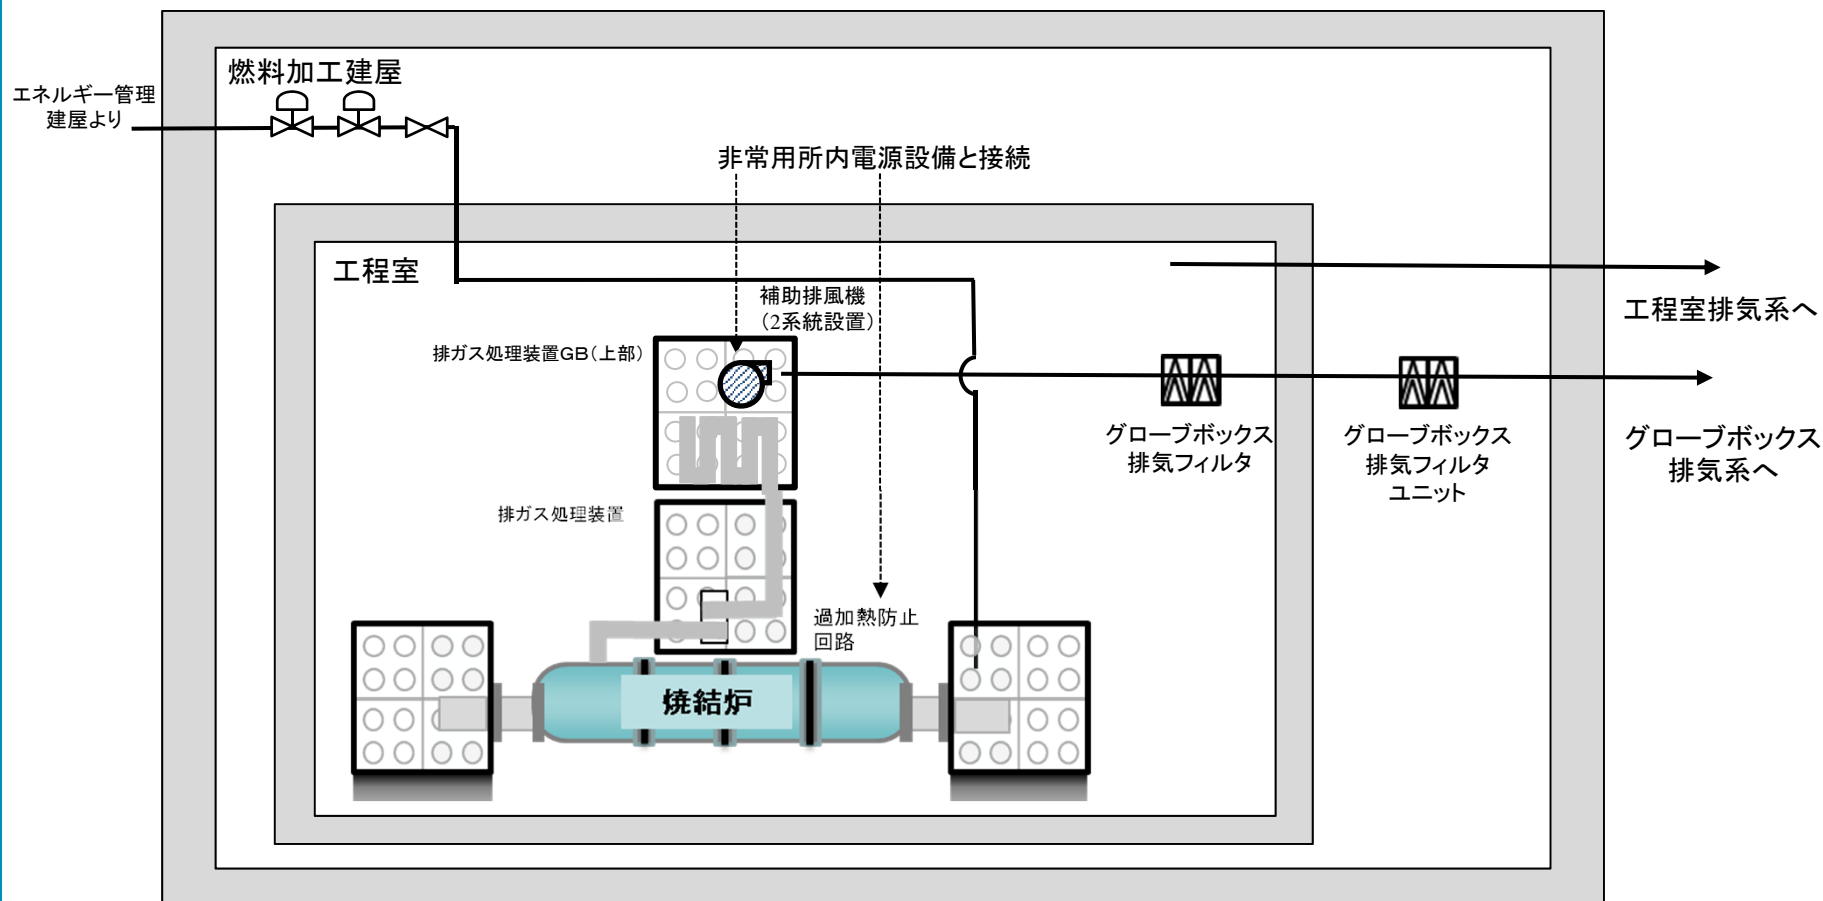 燃料加工建屋
エネルギー管理
建屋より
非常用所内電源設備と接続
工程室
補助排風機
（2系統設置）
工程室排気系へ
排ガス処理装置GB（上部）
グローブボックス
排気フィルタ
グローブボックス
排気フィルタ
ユニット
グローブボックス
排気系へ
排ガス処理装置
過加熱防止
回路
焼結炉